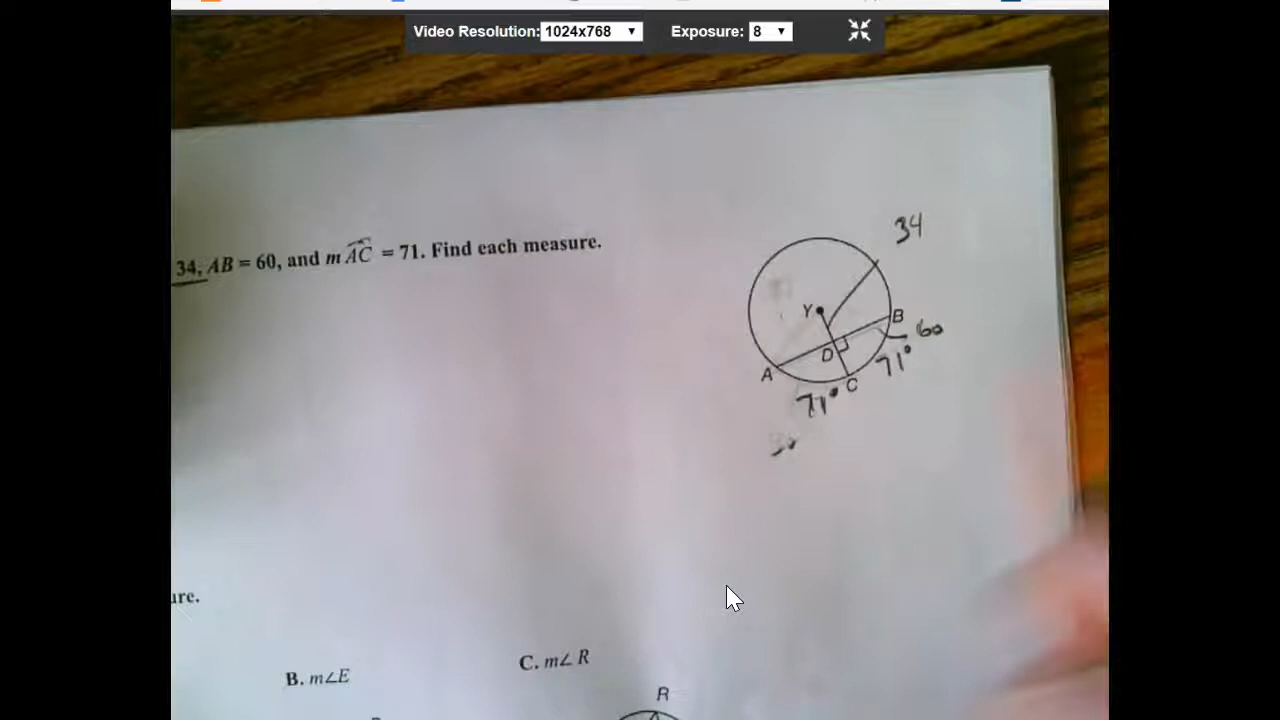 Video Resolution: 1024x768 Exposure: 8
34, AB = 60, and m AC = 71. Find each measure.
34
Y
B
60
D
71°
A
C
71°
ure.
B. m∠E
C. m∠R
R